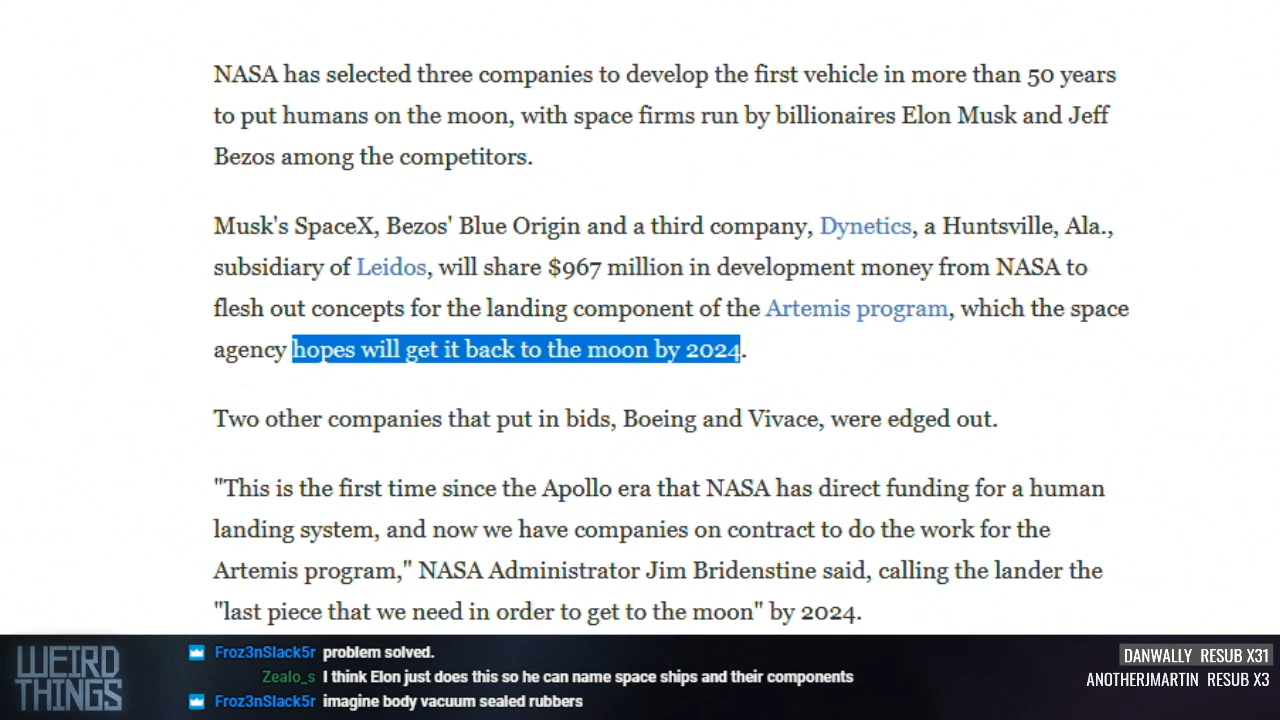 NASA has selected three companies to develop the first vehicle in more than 50 years
to put humans on the moon, with space firms run by billionaires Elon Musk and Jeff
Bezos among the competitors.
Musk's SpaceX, Bezos' Blue Origin and a third company, Dynetics, a Huntsville, Ala.,
subsidiary of Leidos, will share $967 million in development money from NASA to
flesh out concepts for the landing component of the Artemis program, which the space
agency hopes will get it back to the moon by 2024.
Two other companies that put in bids, Boeing and Vivace, were edged out.
"This is the first time since the Apollo era that NASA has direct funding for a human
landing system, and now we have companies on contract to do the work for the
Artemis program," NASA Administrator Jim Bridenstine said, calling the lander the
"last piece that we need in order to get to the moon" by 2024.
WEIRD
THINGS
Froz3nSlack5r problem solved.
Zealo_s I think Elon just does this so he can name space ships and their components
Froz3nSlack5r imagine body vacuum sealed rubbers
DANWALLY RESUB X31
ANOTHERJMARTIN RESUB X3